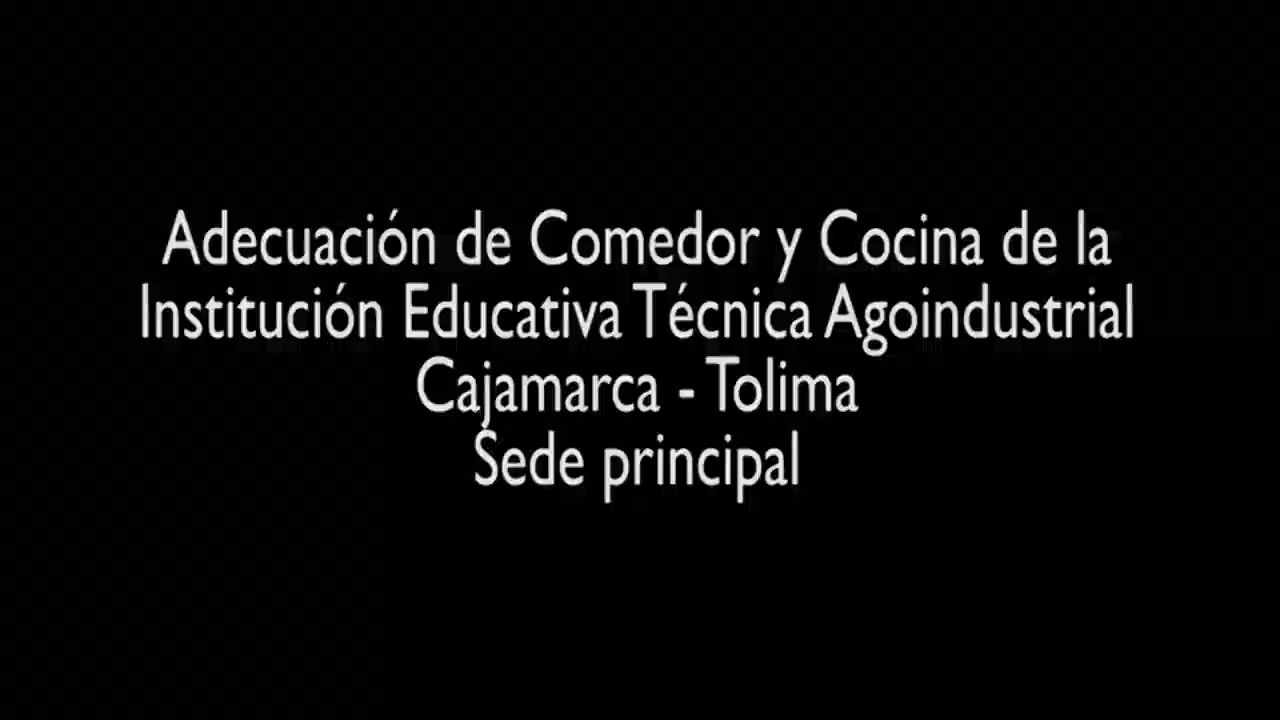 Adecuación de Comedor y Cocina de la
Institución Educativa Técnica Agoindustrial
Cajamarca - Tolima
Sede principal